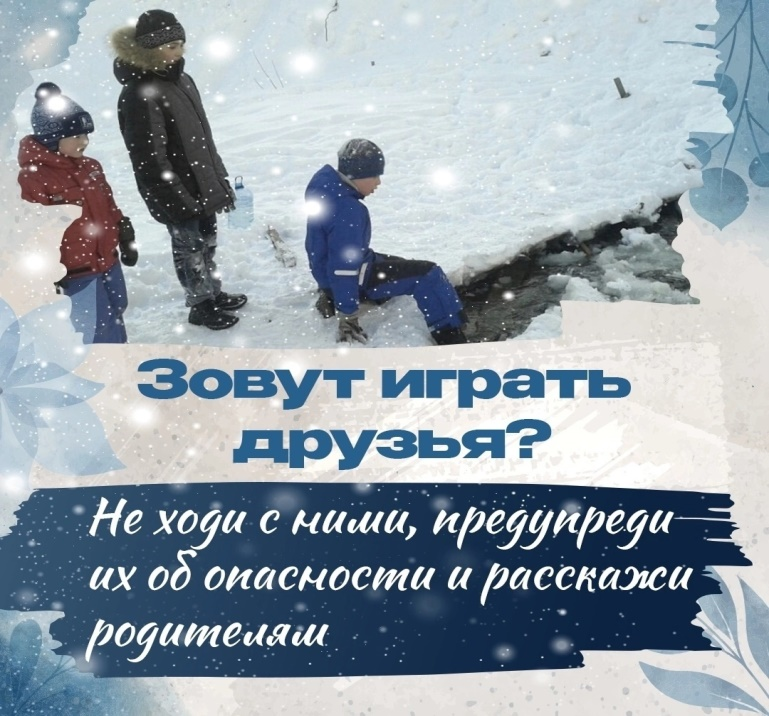 Зовут играть
друзья?
Не ходи с ними, предупреди
их об опасности и расскажи
родителям